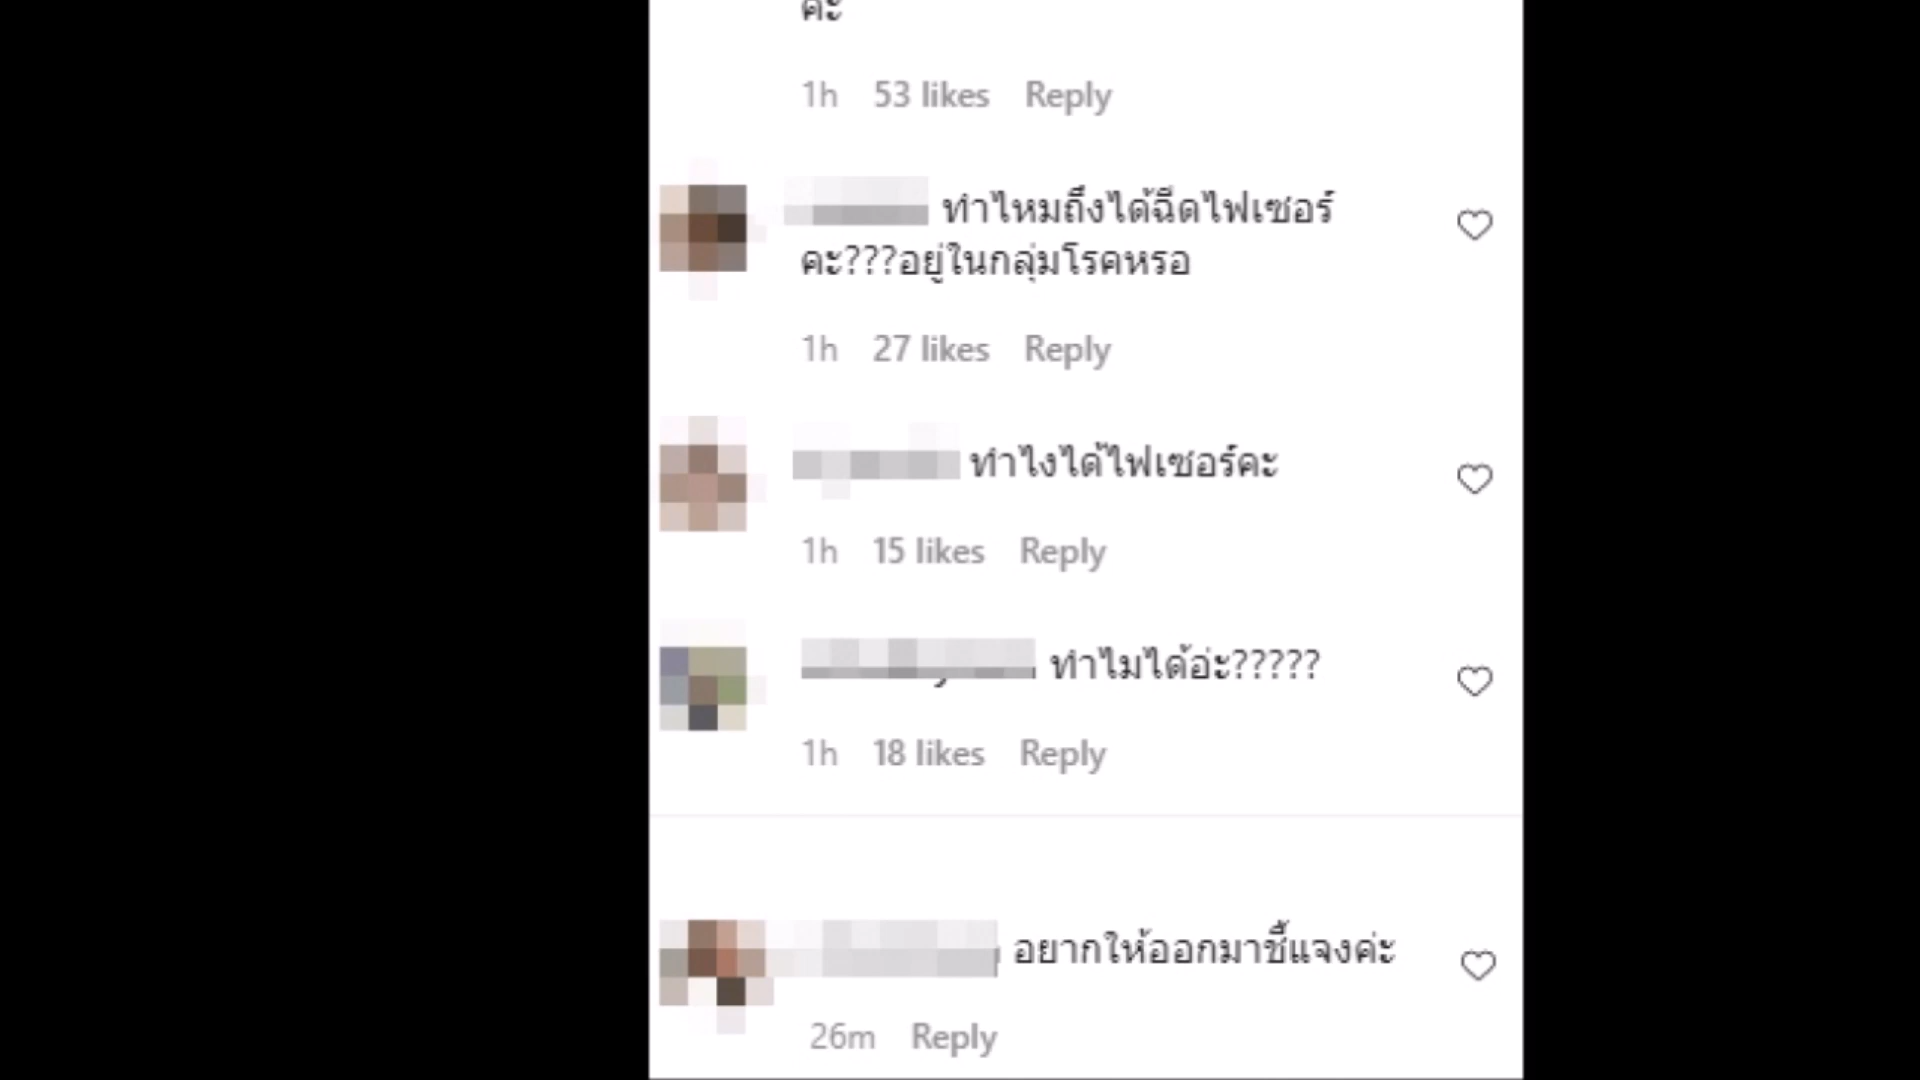 คะ
1h 53 likes Reply
ทำไหมถึงได้ฉีดไฟเซอร์
คะ???อยู่ในกลุ่มโรคหรอ
1h 27 likes Reply
ทำไงได้ไฟเซอร์คะ
1h 15 likes Reply
ทำไมได้อ่ะ?????
1h 18 likes Reply
อยากให้ออกมาชี้แจงค่ะ
26m Reply